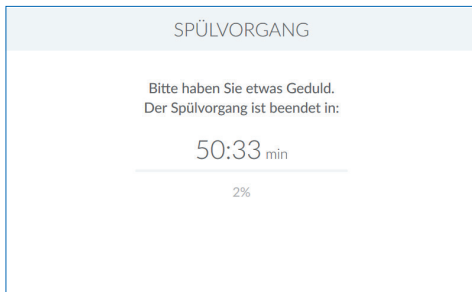 SPÜLVORGANG
Bitte haben Sie etwas Geduld.
Der Spülvorgang ist beendet in:
50:33 min
2%